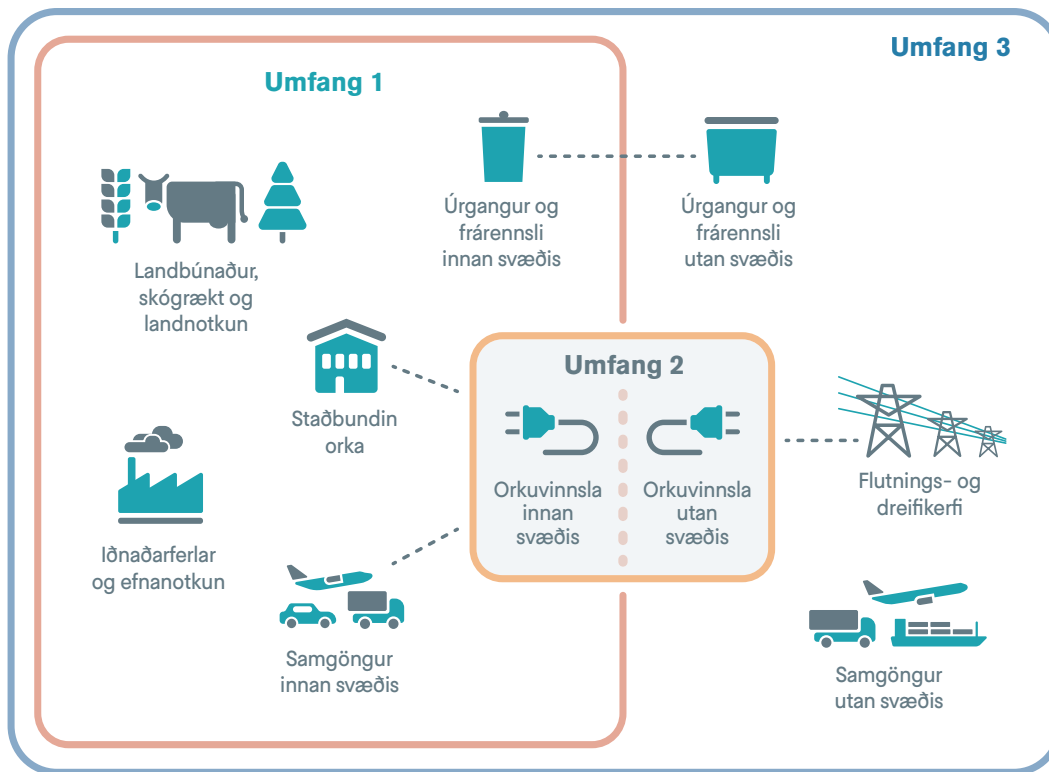 Umfang 3
Umfang 1
Úrgangur og
frárennsli
innan svæðis
Úrgangur og
frárennsli
utan svæðis
Landbúnaður,
skógrækt og
landnotkun
Umfang 2
Staðbundin
orka
Orkuvinnsla
innan
svæðis
Orkuvinnsla
utan
svæðis
Flutnings- og
dreifikerfi
Iðnaðarferlar
og efnanotkun
Samgöngur
innan svæðis
Samgöngur
utan svæðis